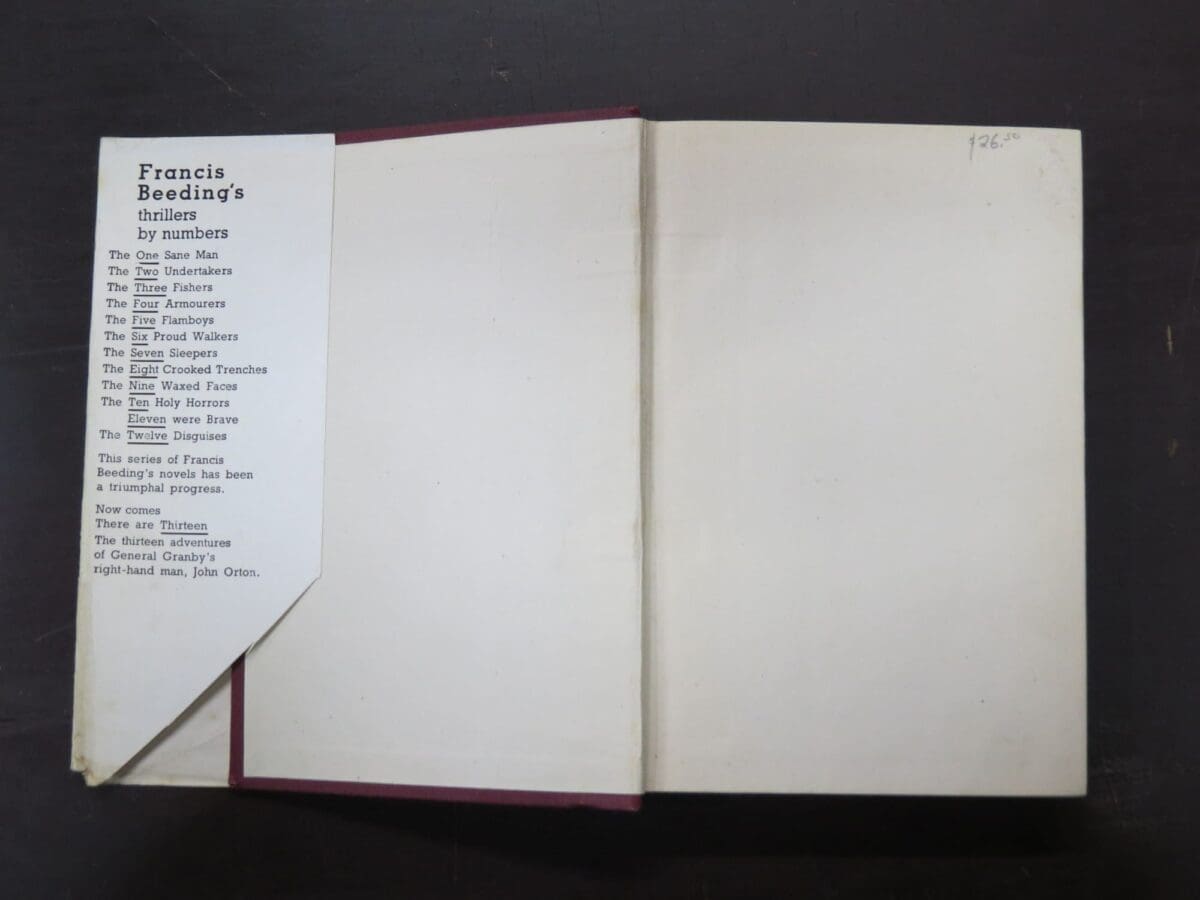 Francis
Beeding's
thrillers
by numbers
The One Sane Man
The Two Undertakers
The Three Fishers
The Four Armourers
The Five Flamboys
The Six Proud Walkers
The Seven Sleepers
The Eight Crooked Trenches
The Nine Waxed Faces
The Ten Holy Horrors
Eleven were Brave
The Twelve Disguises
This series of Francis
Beeding's novels has been
a triumphal progress.
Now comes
There are Thirteen
The thirteen adventures
of General Granby's
right-hand man, John Orton.
$26.50